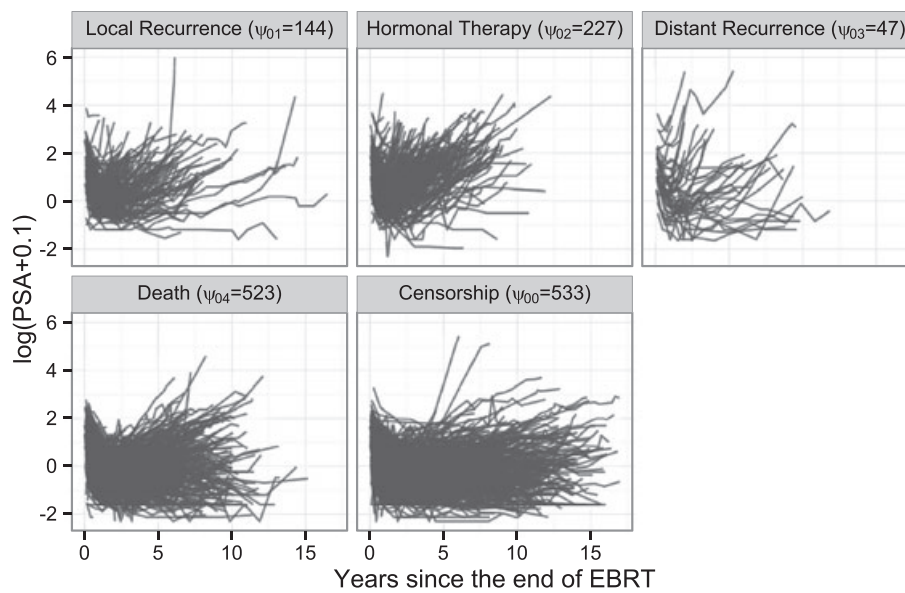 Local Recurrence (ψ01=144)
Hormonal Therapy (ψ02=227)
Distant Recurrence (ψ03=47)
6
4
2
0
-2
Death (ψ04=523)
Censorship (ψ00=533)
6
4
2
0
-2
log(PSA+0.1)
0 5 10 15
0 5 10 15
Years since the end of EBRT